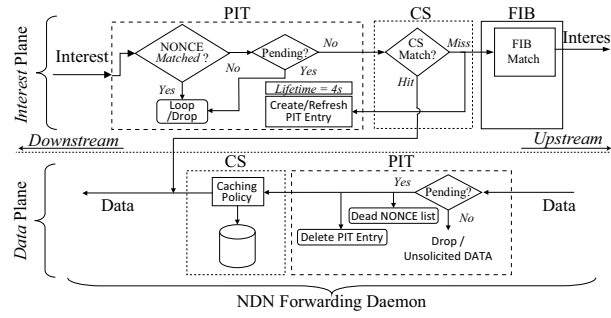 PIT
CS
FIB
Interest Plane
Interest
NONCE
Matched ?
No
Pending?
No
CS
Match?
Miss
FIB
Match
Interes
Yes
Yes
Hit
Loop
/Drop
Lifetime = 4s
Create/Refresh
PIT Entry
Downstream
Upstream
CS
PIT
Data Plane
Data
Caching
Policy
Yes
Pending?
Data
Dead NONCE list
No
Delete PIT Entry
Drop /
Unsolicited DATA
NDN Forwarding Daemon